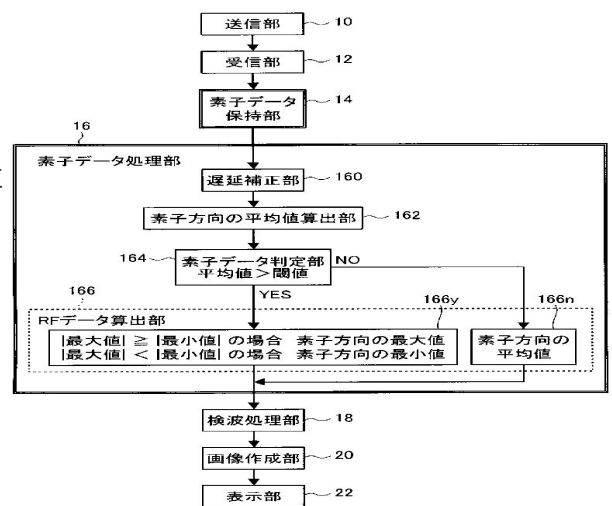 送信部 10
受信部 12
素子データ
保持部 14
16
素子データ処理部
遅延補正部 160
素子方向の平均値算出部 162
164 素子データ判定部 NO
平均値＞閾値
YES
166 166y 166n
RFデータ算出部
|最大値| ≧ |最小値| の場合 素子方向の最大値
|最大値| ＜ |最小値| の場合 素子方向の最小値
素子方向の
平均値
検波処理部 18
画像作成部 20
表示部 22